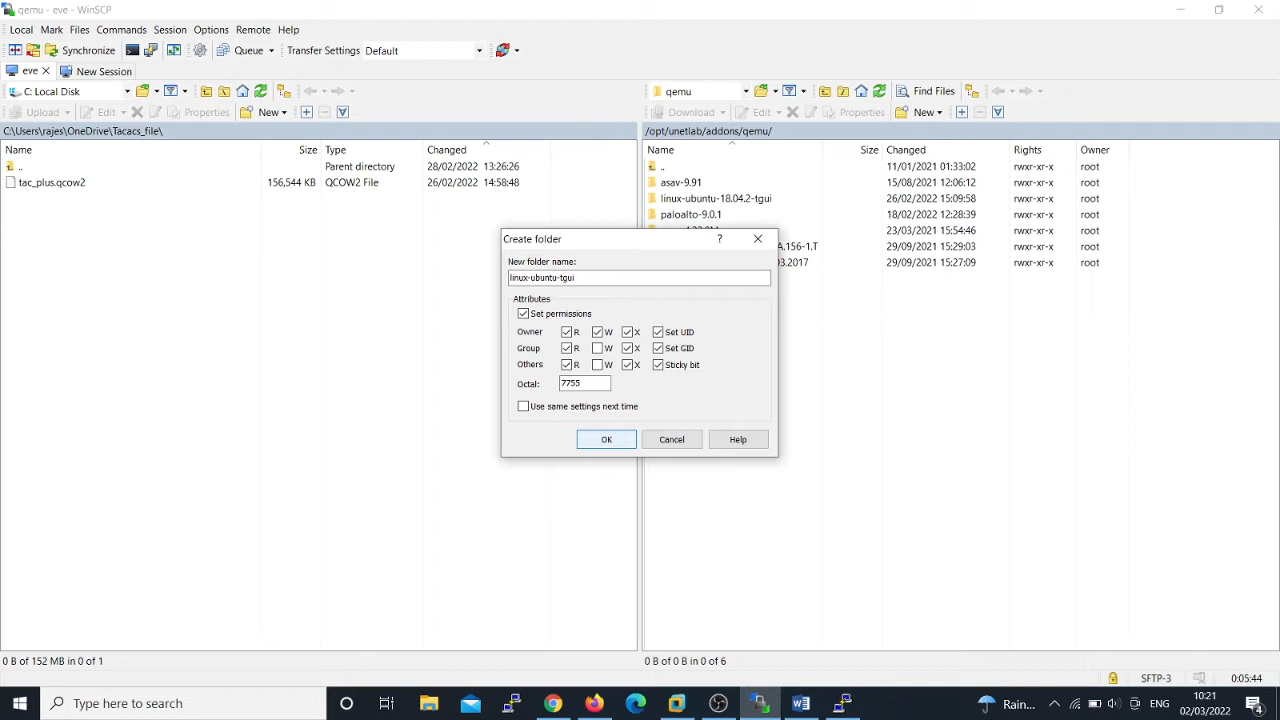 qemu - eve - WinSCP
Local Mark Files Commands Session Options Remote Help
Synchronize Queue Transfer Settings Default
eve New Session
C: Local Disk qemu Find Files
Upload Edit Properties New Download Edit Properties New
C:\Users\rajes\OneDrive\Tacacs_file\ /opt/unetlab/addons/qemu/
Name Size Type Changed Name Size Changed Rights Owner
.. Parent directory 28/02/2022 13:26:26 .. 11/01/2021 01:33:02 rwxr-xr-x root
tac_plus.qcow2 156,544 KB QCOW2 File 26/02/2022 14:58:48 asav-9.91 15/08/2021 12:06:12 rwxr-xr-x root
linux-ubuntu-18.04.2-tgui 26/02/2022 15:09:58 rwxr-xr-x root
paloalto-9.0.1 18/02/2022 12:28:39 rwxr-xr-x root
23/03/2021 15:54:46 rwxr-xr-x root
A.156-1.T 29/09/2021 15:29:03 rwxr-xr-x root
03.2017 29/09/2021 15:27:09 rwxr-xr-x root
Create folder ?
New folder name:
linux-ubuntu-tgui
Attributes
Set permissions
Owner R W X Set UID
Group R W X Set GID
Others R W X Sticky bit
Octal: 7755
Use same settings next time
OK Cancel Help
0 B of 152 MB in 0 of 1 0 B of 0 B in 0 of 6
SFTP-3 0:05:44
Type here to search Rain... ENG 10:21
02/03/2022
4